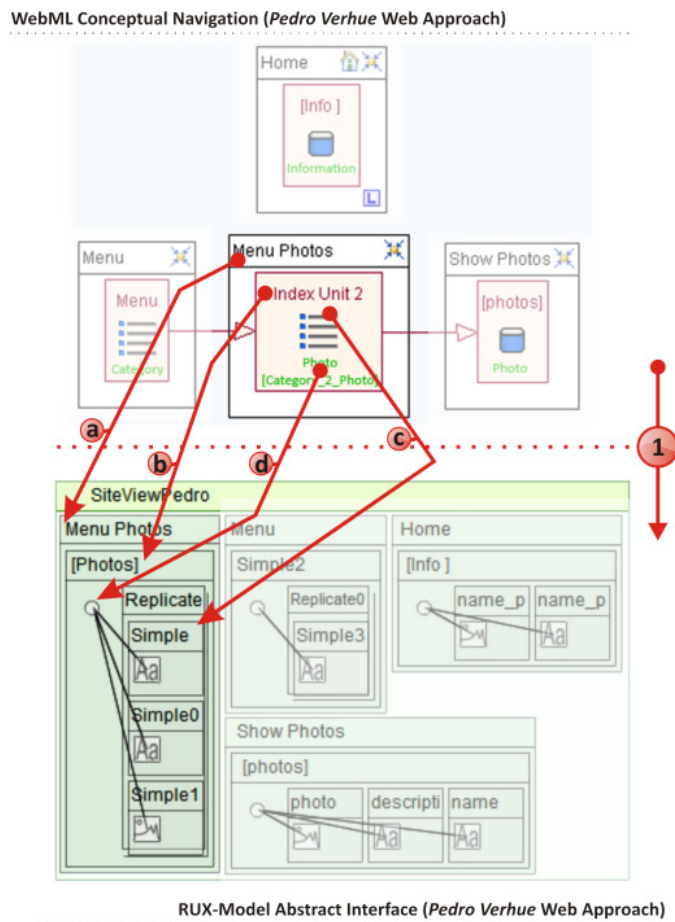 WebML Conceptual Navigation (Pedro Verhue Web Approach)
Home
[Info ]
Information
L
Menu
Menu
Category
Menu Photos
Index Unit 2
Photo
[Category_2_Photo]
Show Photos
[photos]
Photo
a
b
d
c
1
SiteViewPedro
Menu Photos
[Photos]
Replicate
Simple
Aa
Simple0
Aa
Simple1
Menu
Simple2
Replicate0
Simple3
Aa
Home
[Info ]
name_p
name_p
Aa
Show Photos
[photos]
photo
descripti
name
Aa
Aa
RUX-Model Abstract Interface (Pedro Verhue Web Approach)